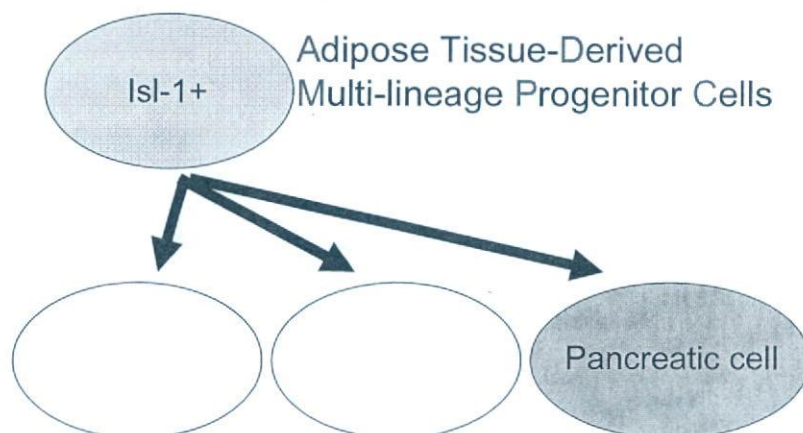 Isl-1+
Adipose Tissue-Derived
Multi-lineage Progenitor Cells
Pancreatic cell